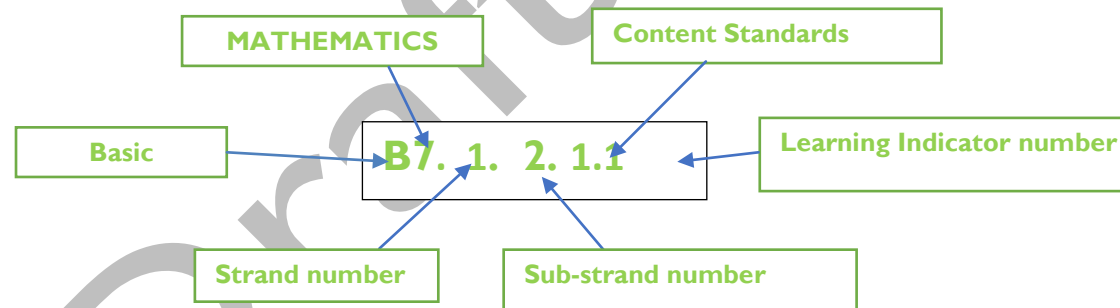 MATHEMATICS
Content Standards
Basic
B7. 1. 2. 1.1
Learning Indicator number
Strand number
Sub-strand number